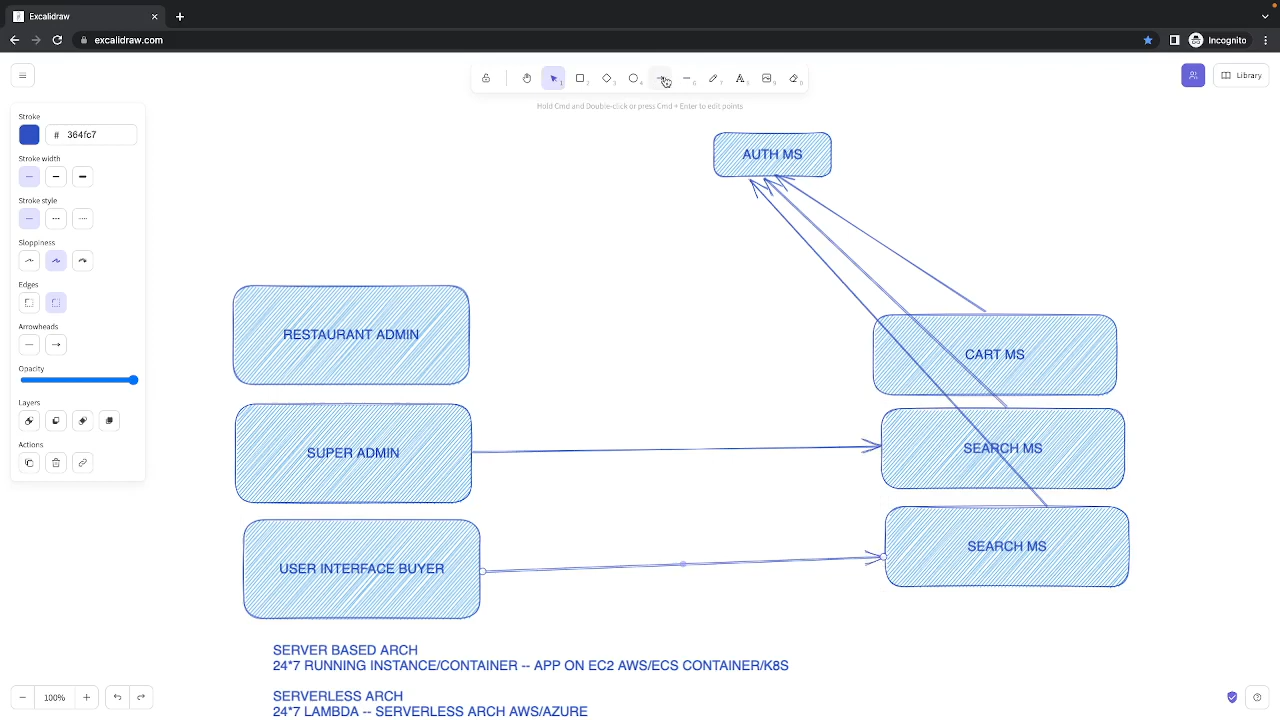 Excalidraw
excalidraw.com
Incognito
Library
Hold Cmd and Double-click or press Cmd + Enter to edit points
Stroke
# 364fc7
Stroke width
Stroke style
Sloppiness
Edges
Arrowheads
Opacity
Layers
Actions
AUTH MS
RESTAURANT ADMIN
CART MS
SUPER ADMIN
SEARCH MS
USER INTERFACE BUYER
SEARCH MS
SERVER BASED ARCH
24*7 RUNNING INSTANCE/CONTAINER -- APP ON EC2 AWS/ECS CONTAINER/K8S
SERVERLESS ARCH
24*7 LAMBDA -- SERVERLESS ARCH AWS/AZURE
100%